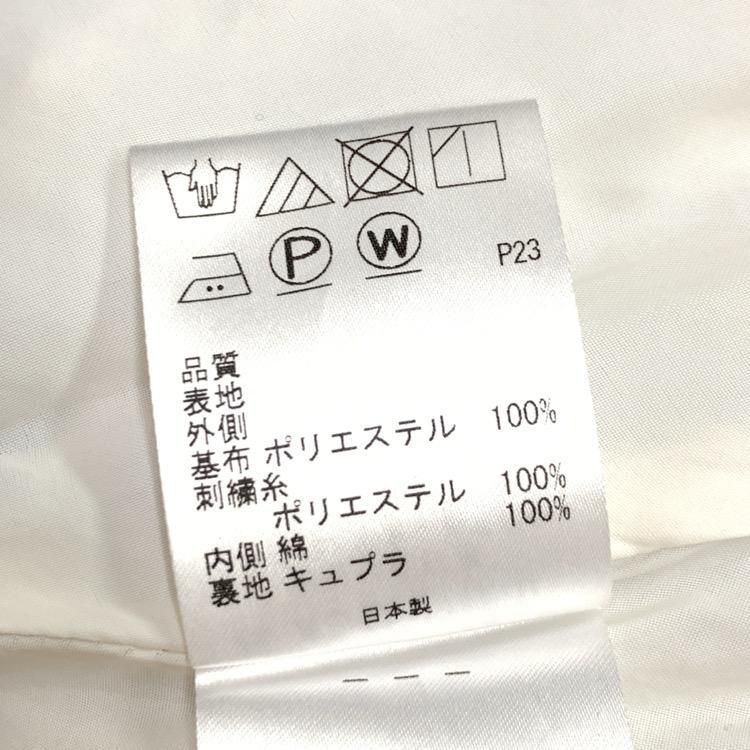 P W P23
品質
表地
外側
基布 ポリエステル 100%
刺繍糸
ポリエステル 100%
内側 綿 100%
裏地 キュプラ
日本製